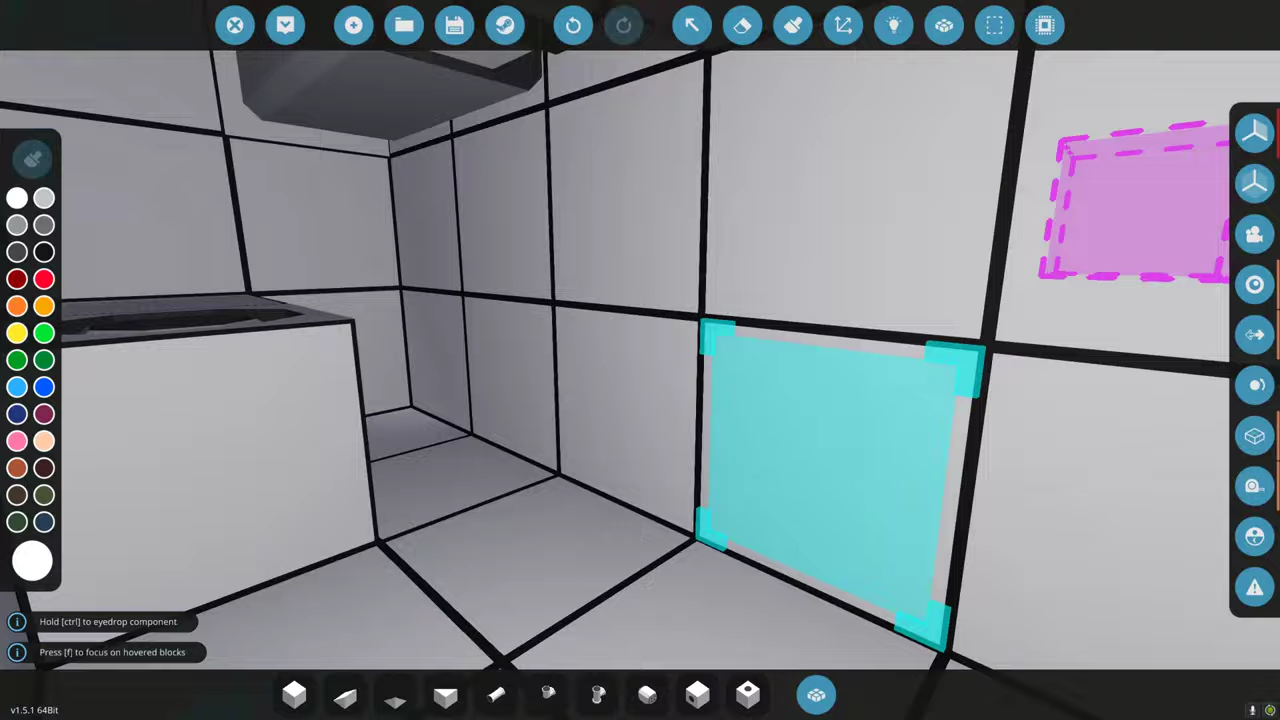 Hold [ctrl] to eyedrop component
Press [f] to focus on hovered blocks
v1.5.1 64Bit